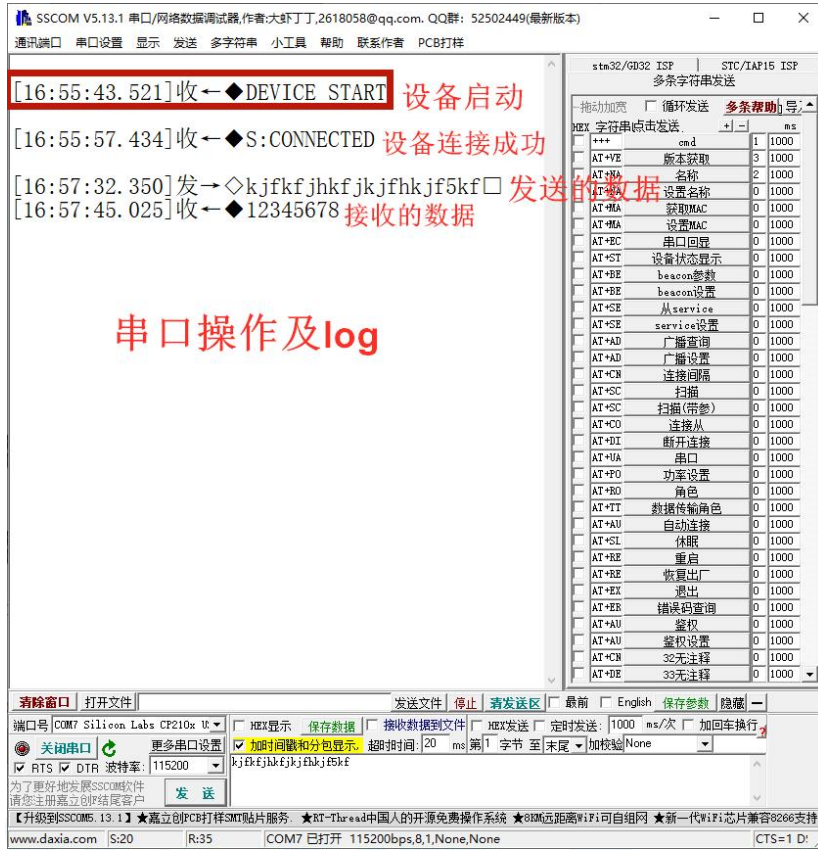 SSCOM V5.13.1 串口/网络数据调试器,作者:大虾丁丁,2618058@qq.com. QQ群: 52502449(最新版本)
通讯端口 串口设置 显示 发送 多字符串 小工具 帮助 联系作者 PCB打样
[16:55:43.521]收←◆DEVICE START 设备启动
[16:55:57.434]收←◆S:CONNECTED 设备连接成功
[16:57:32.350]发→◇kjfkfjhkfjkjfhkjf5kf□ 发送的数据
[16:57:45.025]收←◆12345678 接收的数据
串口操作及log
stm32/GD32 ISP STC/IAP15 ISP
多条字符串发送
拖动加宽 循环发送 多条帮助 导
HEX 字符串 点击发送 + - ms
+++ cmd 1 1000
AT+VE 版本获取 3 1000
AT+NA 名称 2 1000
AT+NA 设置名称 0 1000
AT+MA 获取MAC 0 1000
AT+MA 设置MAC 0 1000
AT+EC 串口回显 0 1000
AT+ST 设备状态显示 0 1000
AT+BE beacon参数 0 1000
AT+BE beacon设置 0 1000
AT+SE 从service 0 1000
AT+SE service设置 0 1000
AT+AD 广播查询 0 1000
AT+AD 广播设置 0 1000
AT+CN 连接间隔 0 1000
AT+SC 扫描 0 1000
AT+SC 扫描(带参) 0 1000
AT+CO 连接从 0 1000
AT+DI 断开连接 0 1000
AT+UA 串口 0 1000
AT+PO 功率设置 0 1000
AT+RO 角色 0 1000
AT+TT 数据传输角色 0 1000
AT+AU 自动连接 0 1000
AT+SL 休眠 0 1000
AT+RE 重启 0 1000
AT+RE 恢复出厂 0 1000
AT+EX 退出 0 1000
AT+ER 错误码查询 0 1000
AT+AU 鉴权 0 1000
AT+AU 鉴权设置 0 1000
AT+CN 32无注释 0 1000
AT+DE 33无注释 0 1000
清除窗口 打开文件 发送文件 停止 清发送区 最前 English 保存参数 隐藏
端口号 COM7 Silicon Labs CP210x U HEX显示 保存数据 接收数据到文件 HEX发送 定时发送: 1000 ms/次 加回车换行
关闭串口 更多串口设置 加时间戳和分包显示. 超时时间: 20 ms 第1 字节 至 末尾 加校验 None
RTS DTR 波特率: 115200 kjfkfjhkfjkjfhkjf5kf
为了更好地发展SSCOM软件
请您注册嘉立创F结尾客户 发 送
【升级到SSCOM5.13.1】★嘉立创PCB打样SMT贴片服务. ★RT-Thread中国人的开源免费操作系统 ★8KM远距离WiFi可自组网 ★新一代WiFi芯片兼容8266支持
www.daxia.com S:20 R:35 COM7 已打开 115200bps,8,1,None,None CTS=1 D